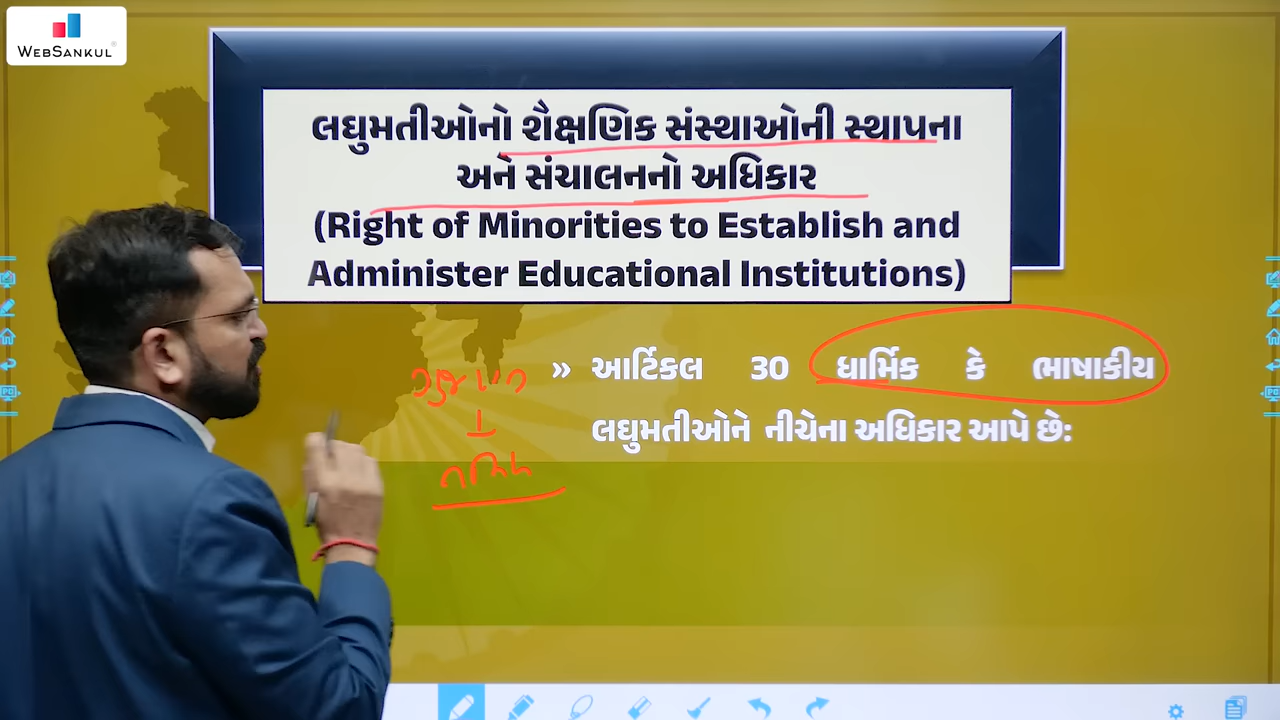 WEBSANKUL
લઘુમતીઓનો શૈક્ષણિક સંસ્થાઓની સ્થાપના
અને સંચાલનનો અધિકાર
(Right of Minorities to Establish and
Administer Educational Institutions)
» આર્ટિકલ 30 ધાર્મિક કે ભાષાકીય
લઘુમતીઓને નીચેના અધિકાર આપે છે:
ગુજરાત